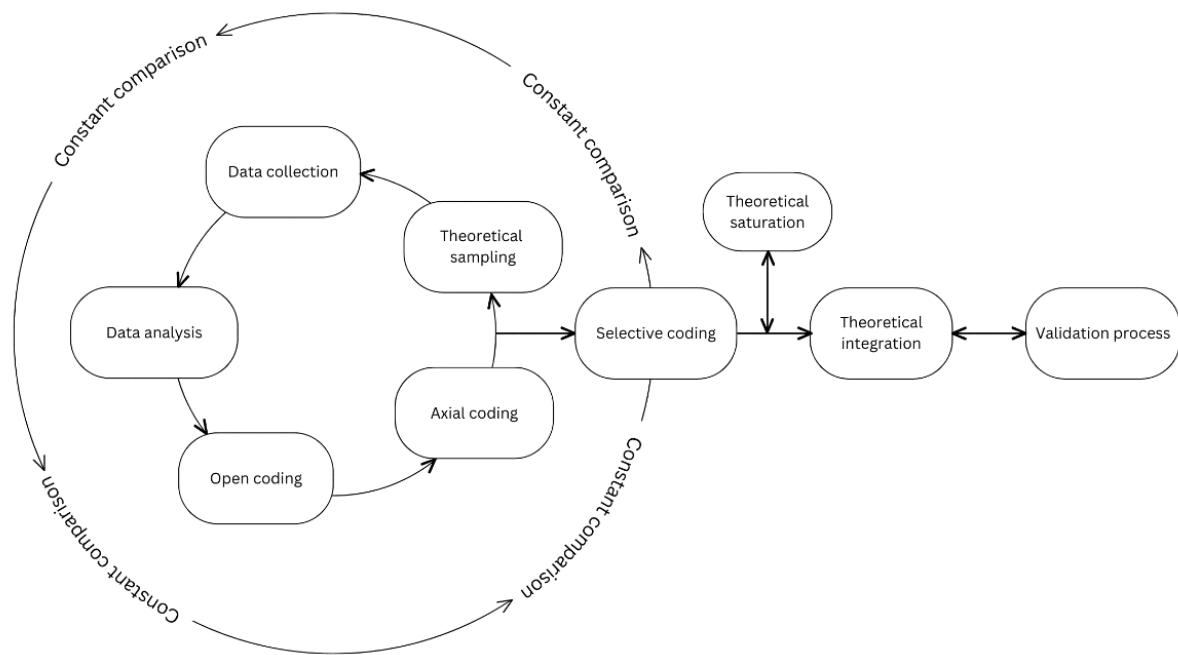 Constant comparison
Constant comparison
Data collection
Theoretical
sampling
Theoretical
saturation
Data analysis
Selective coding
Theoretical
integration
Validation process
Axial coding
Open coding
Constant comparison
Constant comparison